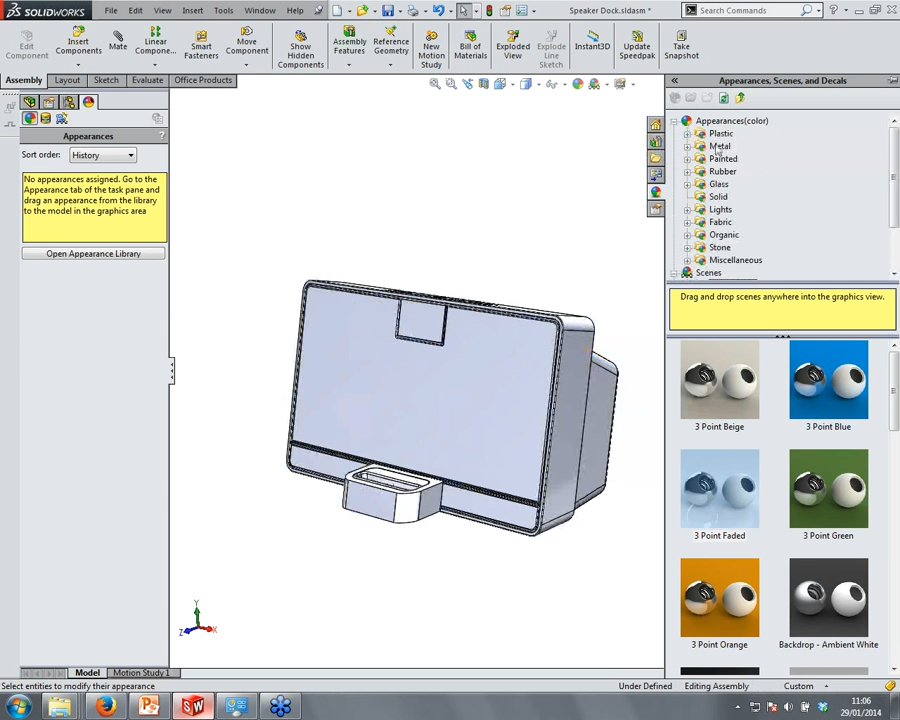 SOLIDWORKS File Edit View Insert Tools Window Help Speaker Dock.sldasm * Search Commands
Edit Component
Insert Components
Mate
Linear Compone...
Smart Fasteners
Move Component
Show Hidden Components
Assembly Features
Reference Geometry
New Motion Study
Bill of Materials
Exploded View
Explode Line Sketch
Instant3D
Update Speedpak
Take Snapshot
Assembly Layout Sketch Evaluate Office Products
Appearances, Scenes, and Decals
Appearances ?
Sort order: History
No appearances assigned. Go to the
Appearance tab of the task pane and
drag an appearance from the library
to the model in the graphics area
Open Appearance Library
Appearances(color)
Plastic
Metal
Painted
Rubber
Glass
Solid
Lights
Fabric
Organic
Stone
Miscellaneous
Scenes
Drag and drop scenes anywhere into the graphics view.
3 Point Beige
3 Point Blue
3 Point Faded
3 Point Green
3 Point Orange
Backdrop - Ambient White
Y
Z
X
Model Motion Study 1
Select entities to modify their appearance Under Defined Editing Assembly Custom
11:06
29/01/2014